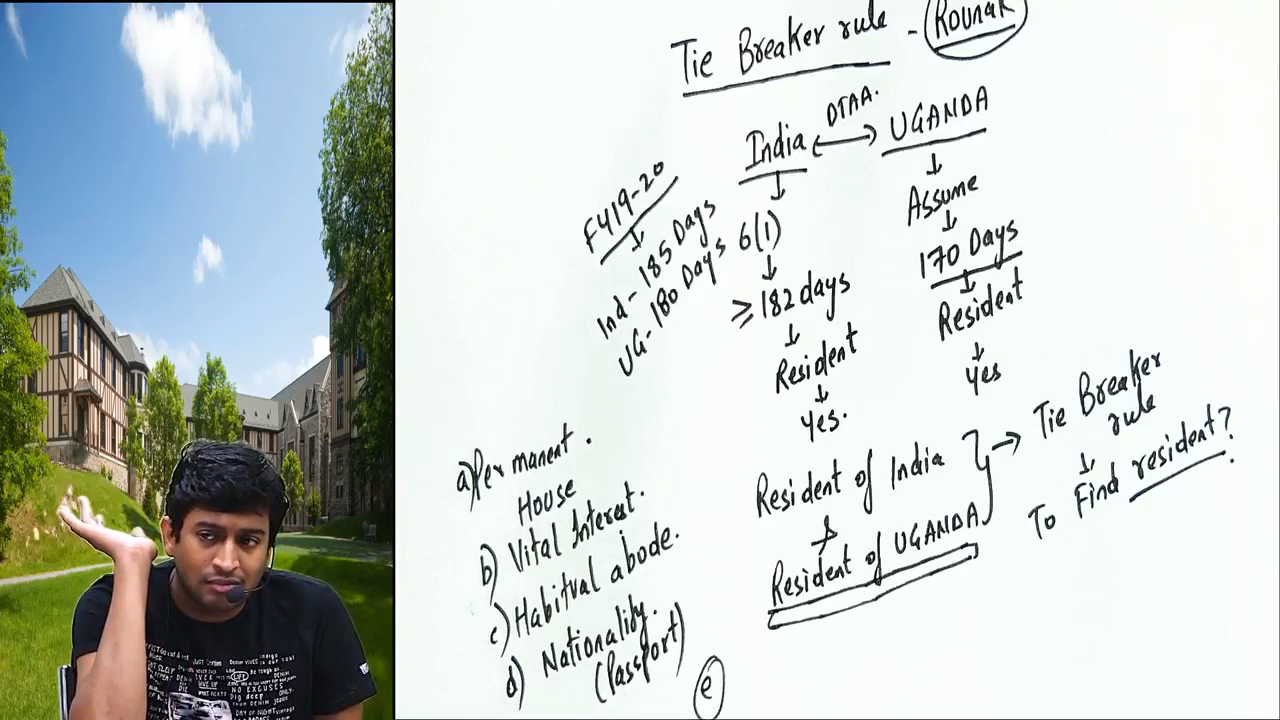 Tie Breaker rule - Rounak
India ↔ UGANDA
DTAA.
FY19-20
↓
Ind - 185 Days
UG - 180 Days
↓
6(1)
↓
≥ 182 days
↓
Resident
↓
Yes.
↓
Assume
↓
170 Days
↓
Resident
↓
Yes
Resident of India
&
Resident of UGANDA
→ Tie Breaker
rule
↓
To Find resident?
a) Permanent
House
b) Vital Interest.
c) Habitual abode.
d) Nationality.
(Passport)
e
NO EXCUSES